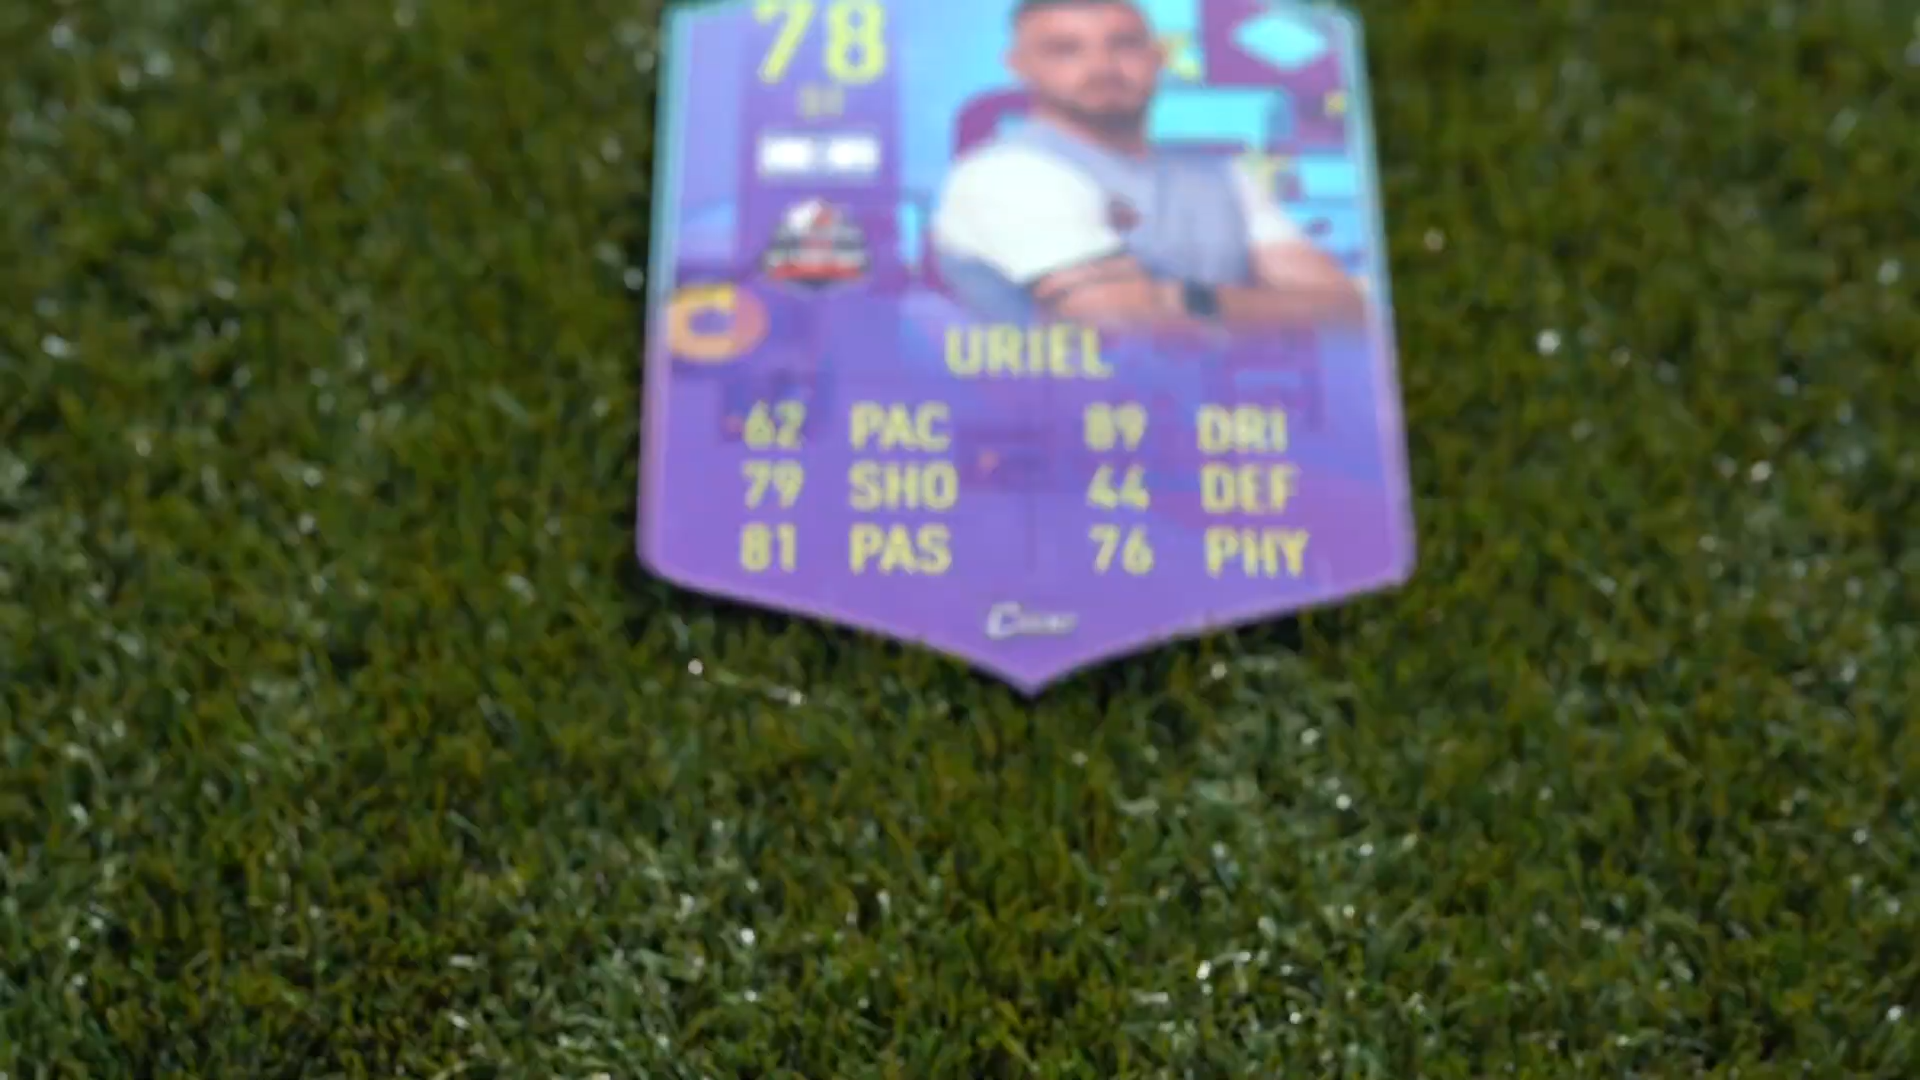 78
URIEL
62 PAC 89 DRI
79 SHO 44 DEF
81 PAS 76 PHY